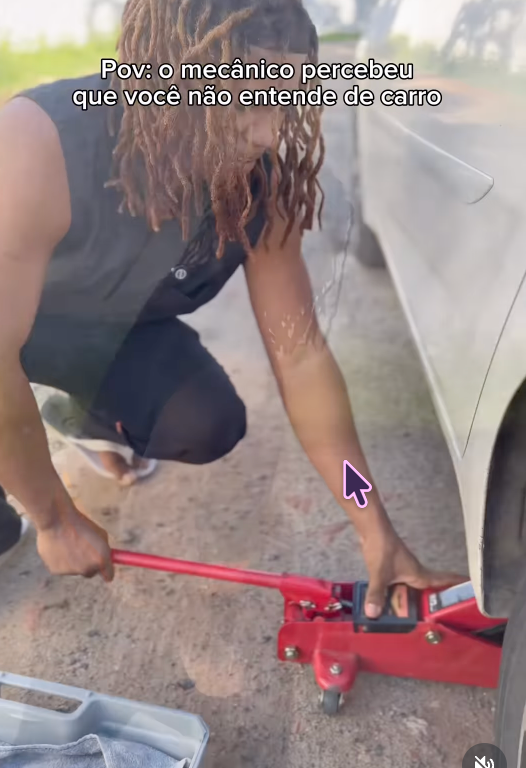 Pov: o mecânico percebeu
que você não entende de carro